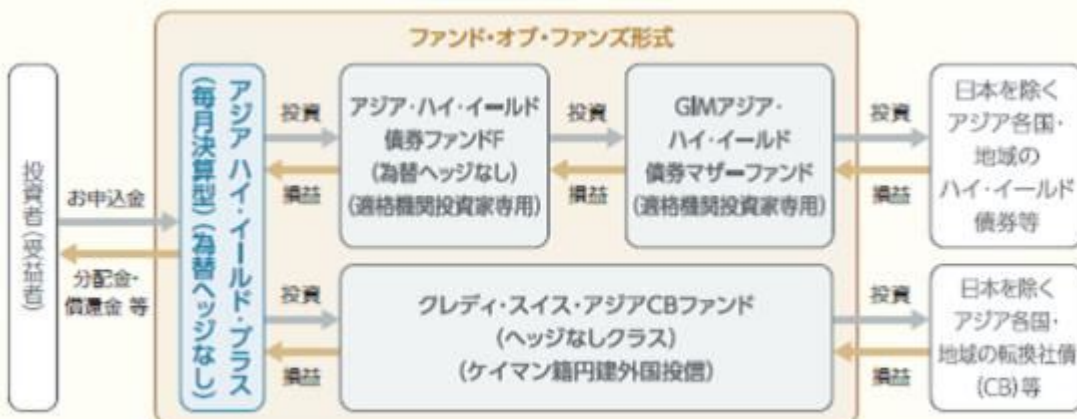 ファンド・オブ・ファンズ形式
投資者(受益者)
お申込金
分配金・
償還金 等
アジア ハイ・イールド・プラス
(毎月決算型)(為替ヘッジなし)
投資
損益
アジア・ハイ・イールド
債券ファンドF
(為替ヘッジなし)
(適格機関投資家専用)
投資
損益
GIMアジア・
ハイ・イールド
債券マザーファンド
(適格機関投資家専用)
投資
損益
日本を除く
アジア各国・
地域の
ハイ・イールド
債券等
投資
損益
クレディ・スイス・アジアCBファンド
(ヘッジなしクラス)
(ケイマン籍円建外国投信)
投資
損益
日本を除く
アジア各国・
地域の転換社債
(CB)等